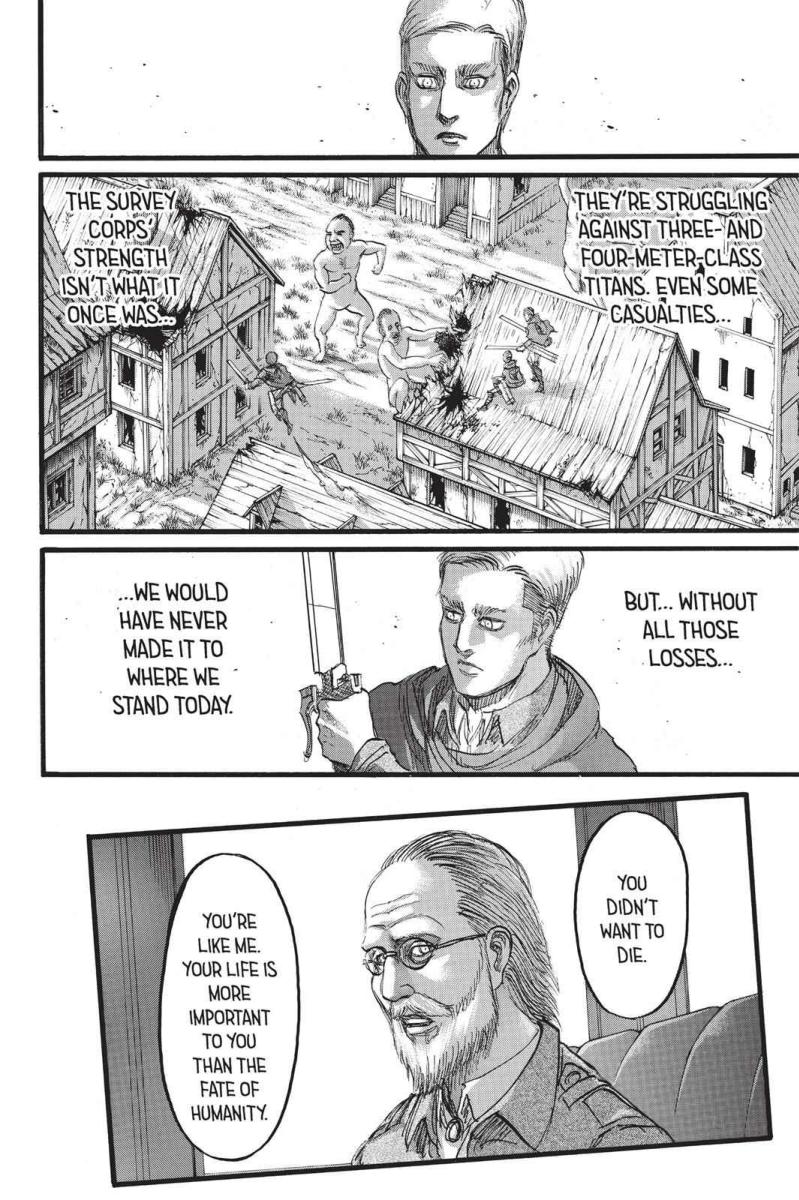 THEY'RE STRUGGLING
AGAINST THREE- AND
FOUR-METER-CLASS
TITANS. EVEN SOME
CASUALTIES...
THE SURVEY
CORPS'
STRENGTH
ISN'T WHAT IT
ONCE WAS...
BUT... WITHOUT
ALL THOSE
LOSSES...
...WE WOULD
HAVE NEVER
MADE IT TO
WHERE WE
STAND TODAY.
YOU
DIDN'T
WANT TO
DIE.
YOU'RE
LIKE ME.
YOUR LIFE IS
MORE
IMPORTANT
TO YOU
THAN THE
FATE OF
HUMANITY.